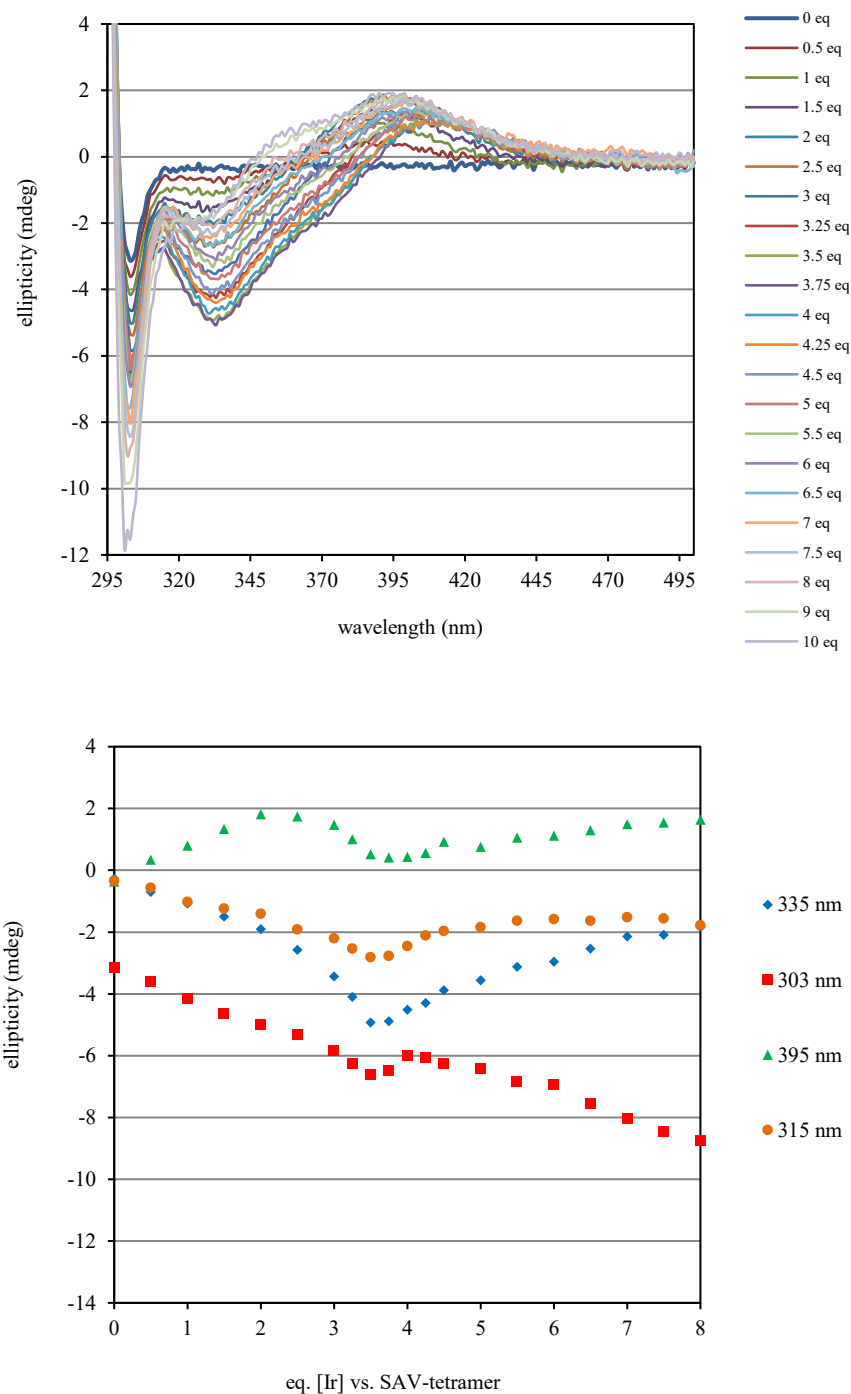 4
2
0
-2
-4
-6
-8
-10
-12
295 320 345 370 395 420 445 470 495
ellipticity (mdeg)
wavelength (nm)
0 eq
0.5 eq
1 eq
1.5 eq
2 eq
2.5 eq
3 eq
3.25 eq
3.5 eq
3.75 eq
4 eq
4.25 eq
4.5 eq
5 eq
5.5 eq
6 eq
6.5 eq
7 eq
7.5 eq
8 eq
9 eq
10 eq
4
2
0
-2
-4
-6
-8
-10
-12
-14
0 1 2 3 4 5 6 7 8
ellipticity (mdeg)
eq. [Ir] vs. SAV-tetramer
335 nm
303 nm
395 nm
315 nm